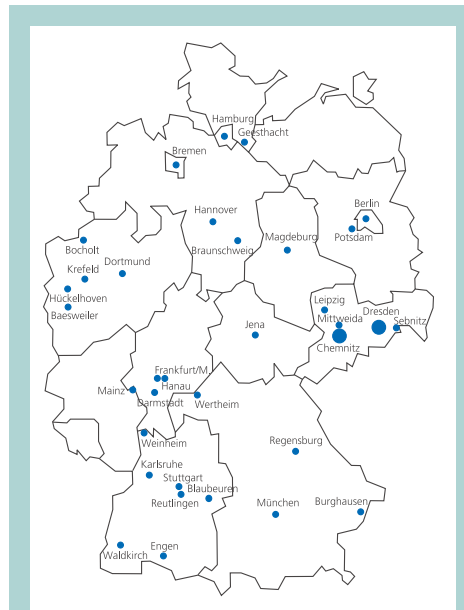 Hamburg
Geesthacht
Bremen
Hannover
Berlin
Braunschweig
Magdeburg
Potsdam
Bocholt
Krefeld
Dortmund
Hückelhoven
Baesweiler
Leipzig
Mittweida
Dresden
Sebnitz
Jena
Chemnitz
Frankfurt/M.
Hanau
Mainz
Darmstadt
Wertheim
Weinheim
Regensburg
Karlsruhe
Stuttgart
Blaubeuren
Reutlingen
München
Burghausen
Waldkirch
Engen